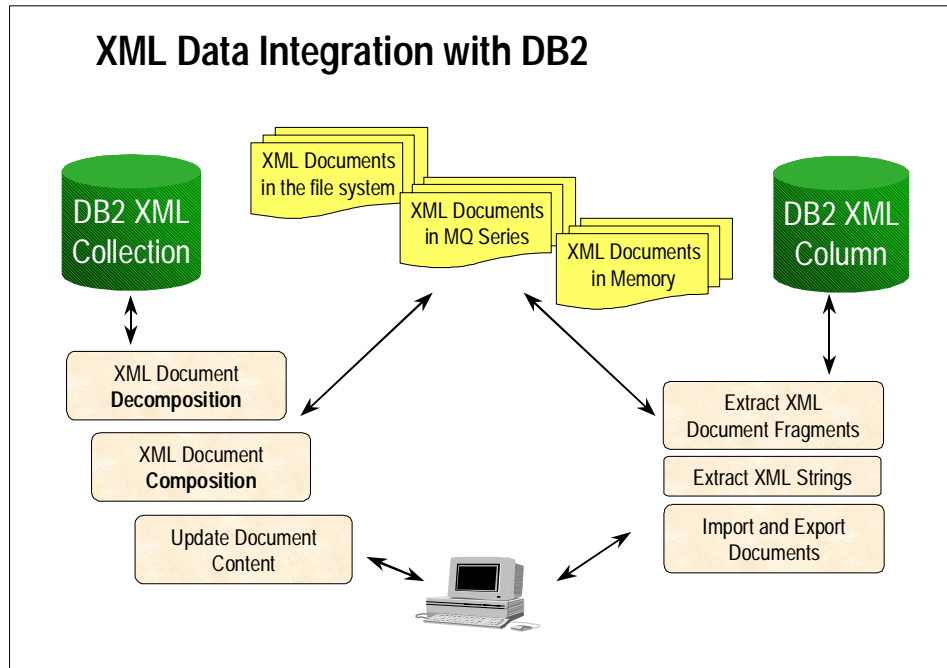 XML Data Integration with DB2
XML Documents
in the file system
DB2 XML
Collection
XML Documents
in MQ Series
DB2 XML
Column
XML Documents
in Memory
XML Document
Decomposition
Extract XML
Document Fragments
XML Document
Composition
Extract XML Strings
Update Document
Content
Import and Export
Documents